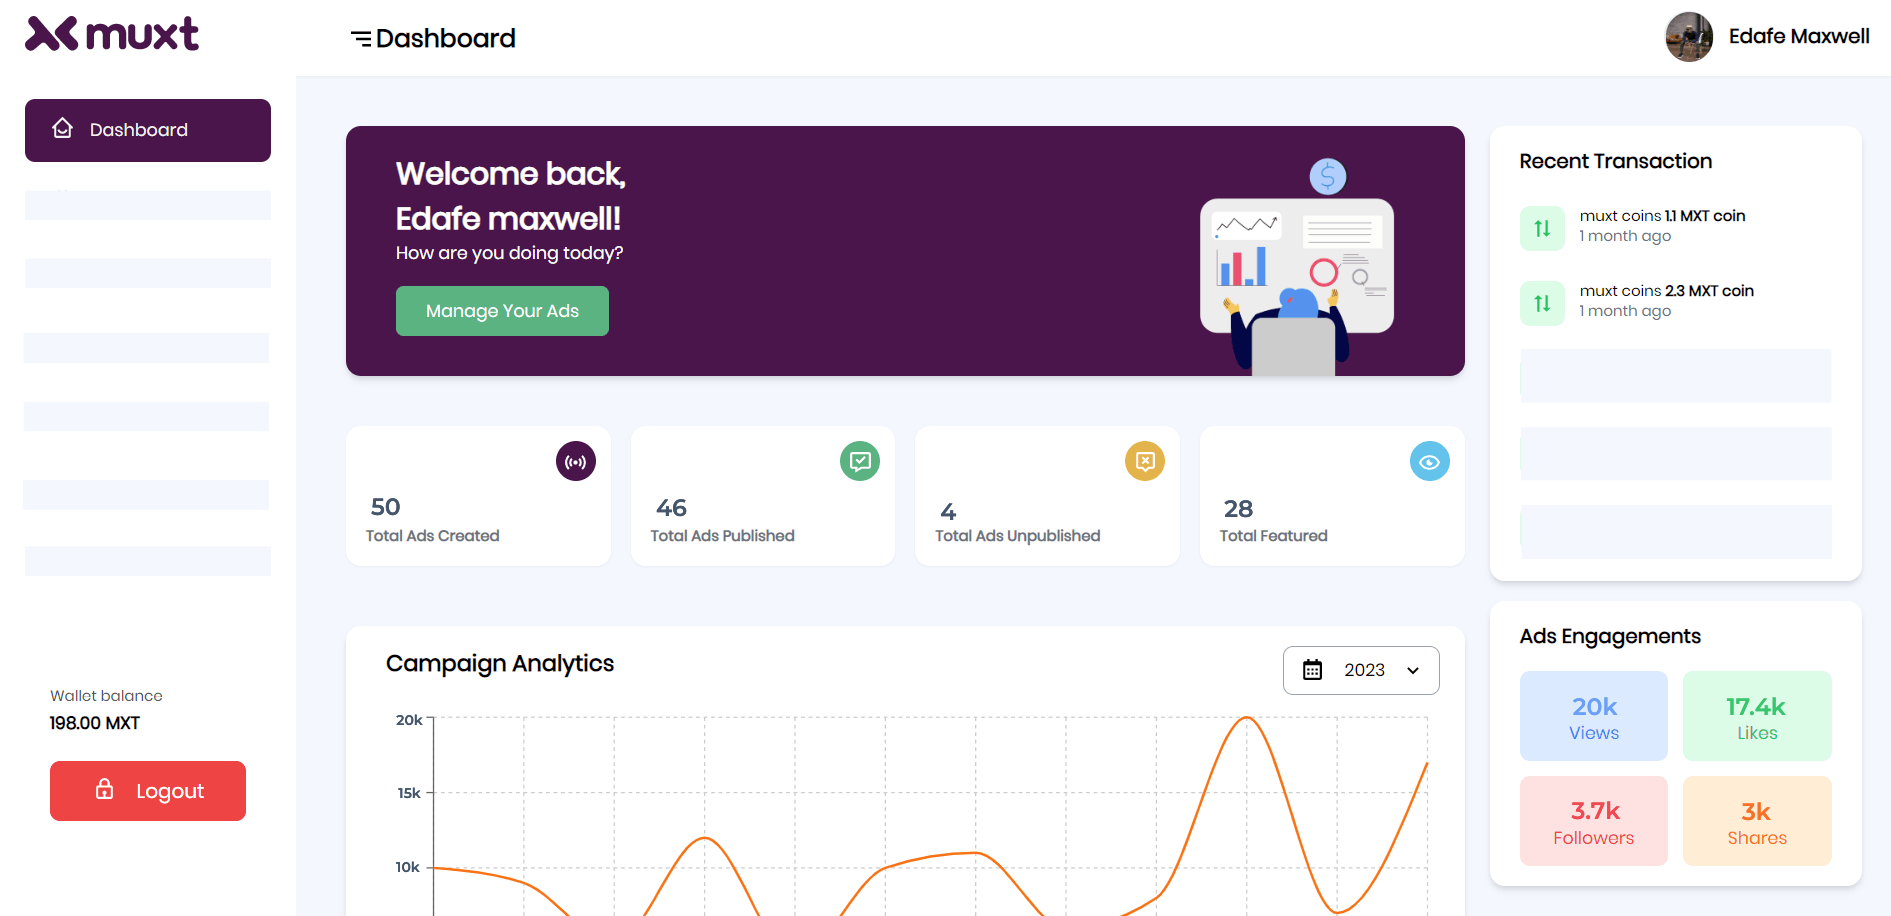 muxt
Dashboard
Edafe Maxwell
Dashboard
Wallet balance
198.00 MXT
Logout
Welcome back,
Edafe maxwell!
How are you doing today?
Manage Your Ads
50
Total Ads Created
46
Total Ads Published
4
Total Ads Unpublished
28
Total Featured
Campaign Analytics
2023
20k
15k
10k
Recent Transaction
muxt coins 1.1 MXT coin
1 month ago
muxt coins 2.3 MXT coin
1 month ago
Ads Engagements
20k
Views
17.4k
Likes
3.7k
Followers
3k
Shares